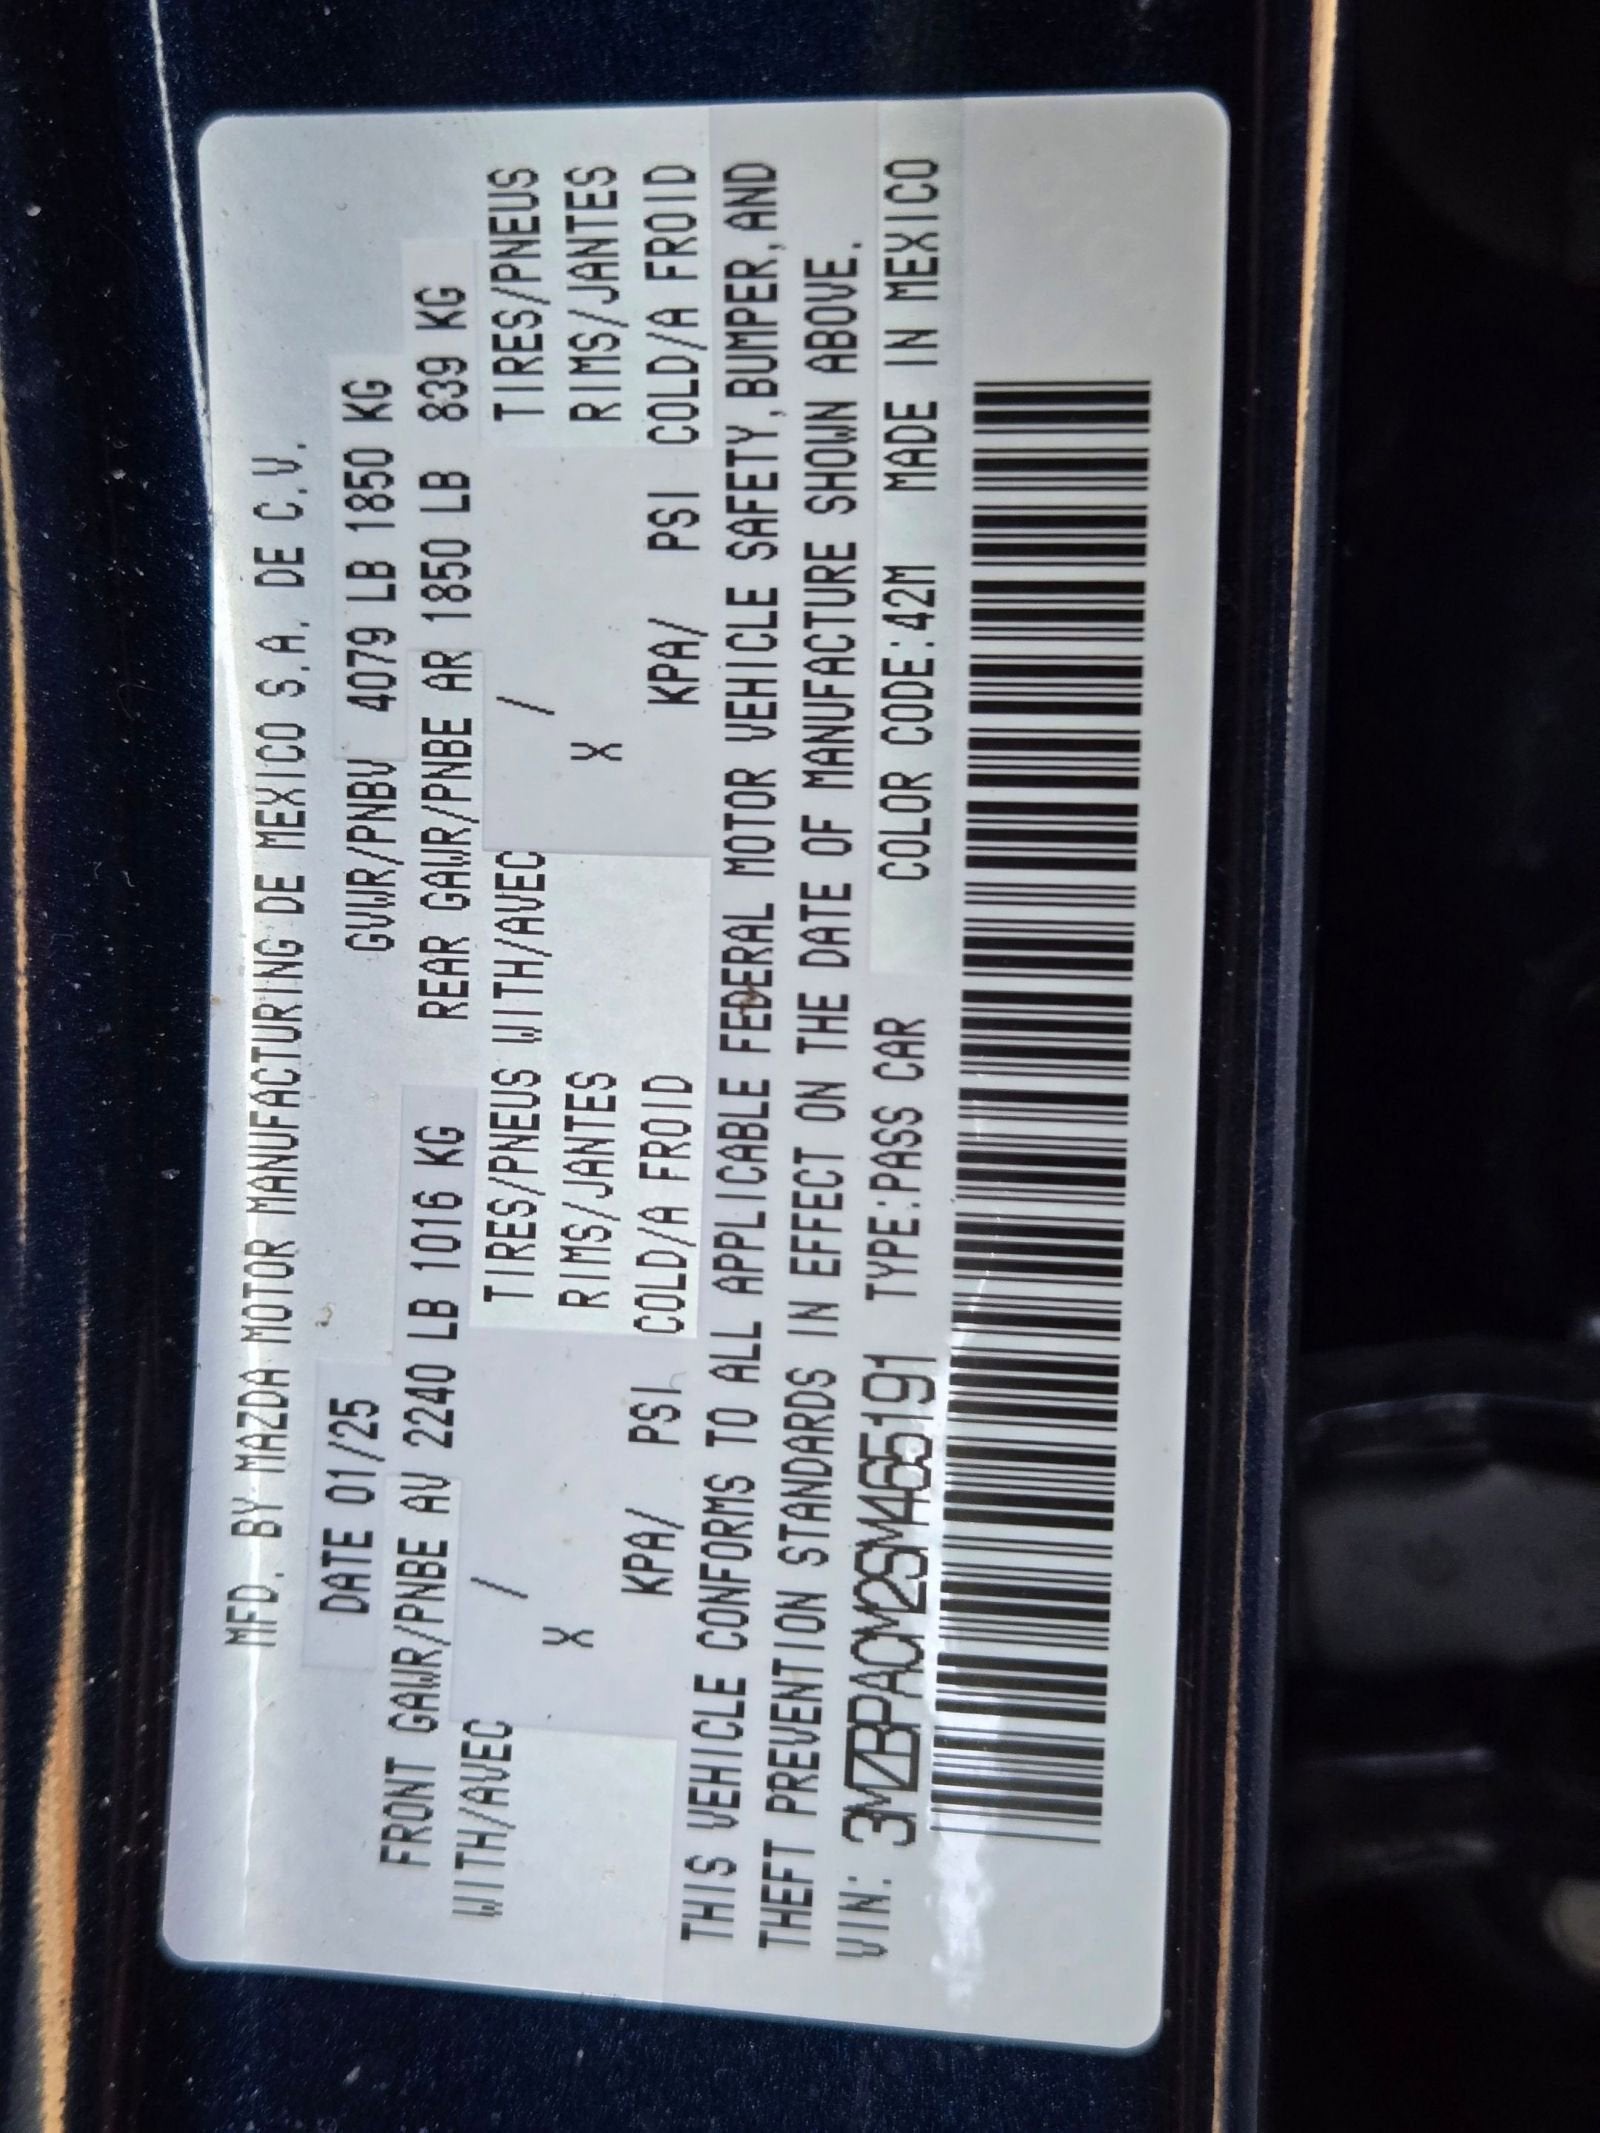 MFD. BY MAZDA MOTOR MANUFACTURING DE MEXICO S.A. DE C.V.
DATE 01/25 GVWR/PNBV 4079 LB 1850 KG
FRONT GAWR/PNBE AV 2240 LB 1016 KG REAR GAWR/PNBE AR 1850 LB 839 KG
WITH/AVEC / TIRES/PNEUS WITH/AVEC / TIRES/PNEUS
X RIMS/JANTES X RIMS/JANTES
KPA/ PSI COLD/A FROID KPA/ PSI COLD/A FROID
THIS VEHICLE CONFORMS TO ALL APPLICABLE FEDERAL MOTOR VEHICLE SAFETY,BUMPER,AND
THEFT PREVENTION STANDARDS IN EFFECT ON THE DATE OF MANUFACTURE SHOWN ABOVE.
VIN: 3MZBPACM2SM465191 TYPE:PASS CAR COLOR CODE:42M MADE IN MEXICO